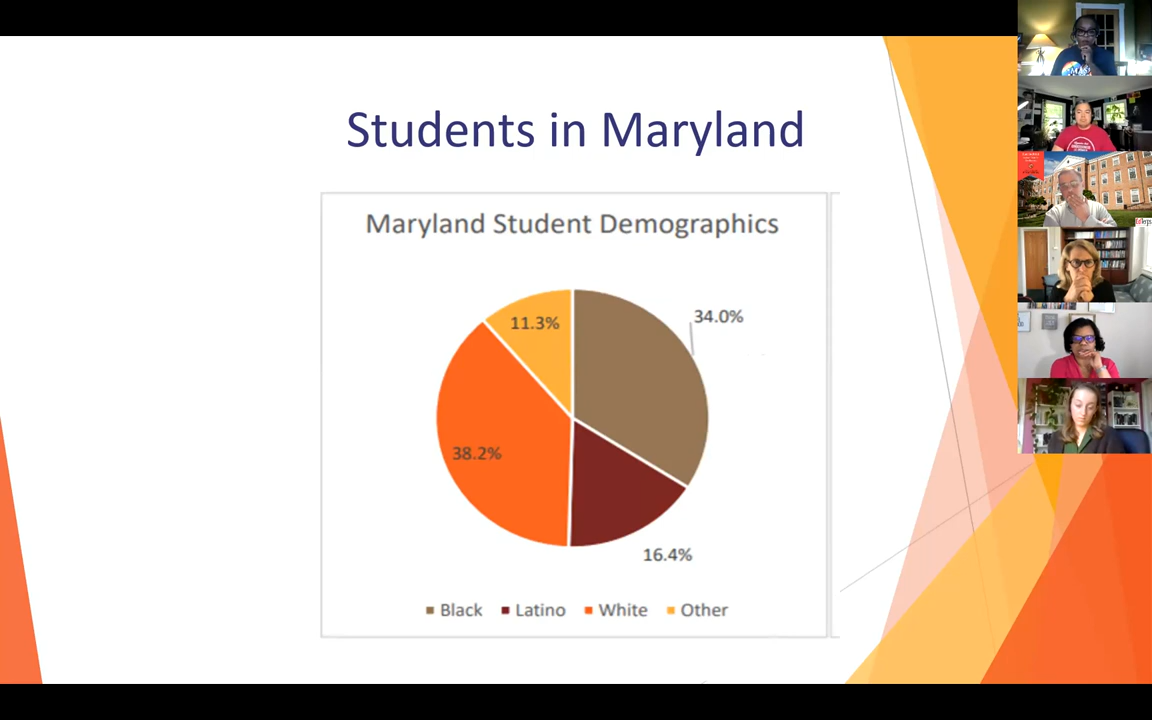 Students in Maryland
Maryland Student Demographics
11.3%
34.0%
38.2%
16.4%
Black Latino White Other